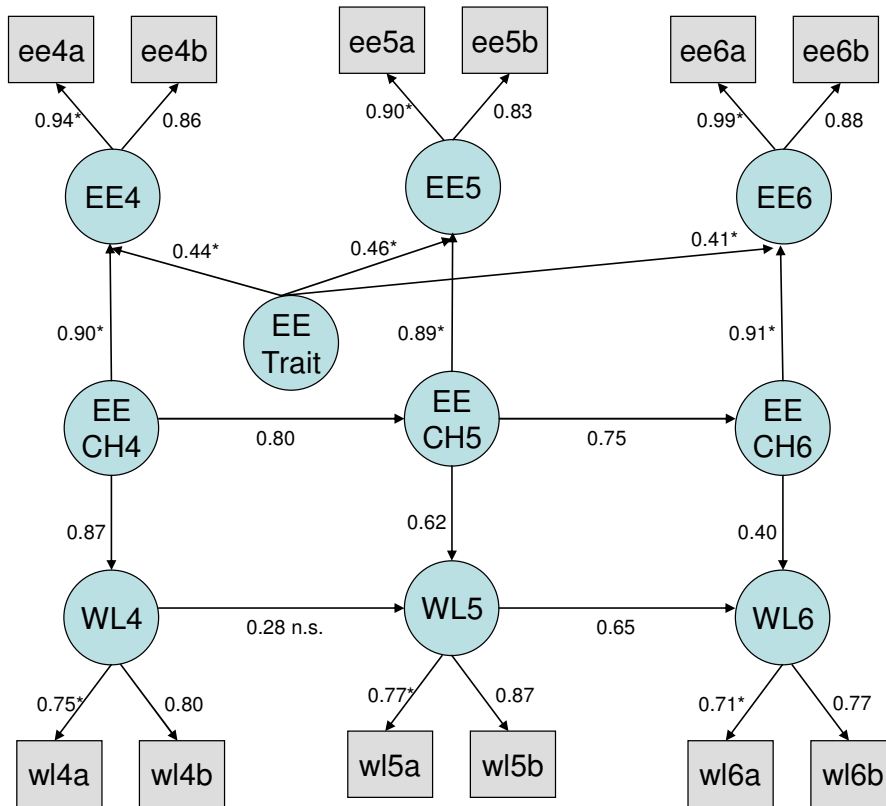 ee4a
ee4b
ee5a
ee5b
ee6a
ee6b
0.94*
0.86
0.90*
0.83
0.99*
0.88
EE4
EE5
EE6
0.44*
0.46*
0.41*
EE
Trait
0.90*
0.89*
0.91*
EE
CH4
EE
CH5
EE
CH6
0.80
0.75
0.87
0.62
0.40
WL4
WL5
WL6
0.28 n.s.
0.65
0.75*
0.80
0.77*
0.87
0.71*
0.77
wl4a
wl4b
wl5a
wl5b
wl6a
wl6b